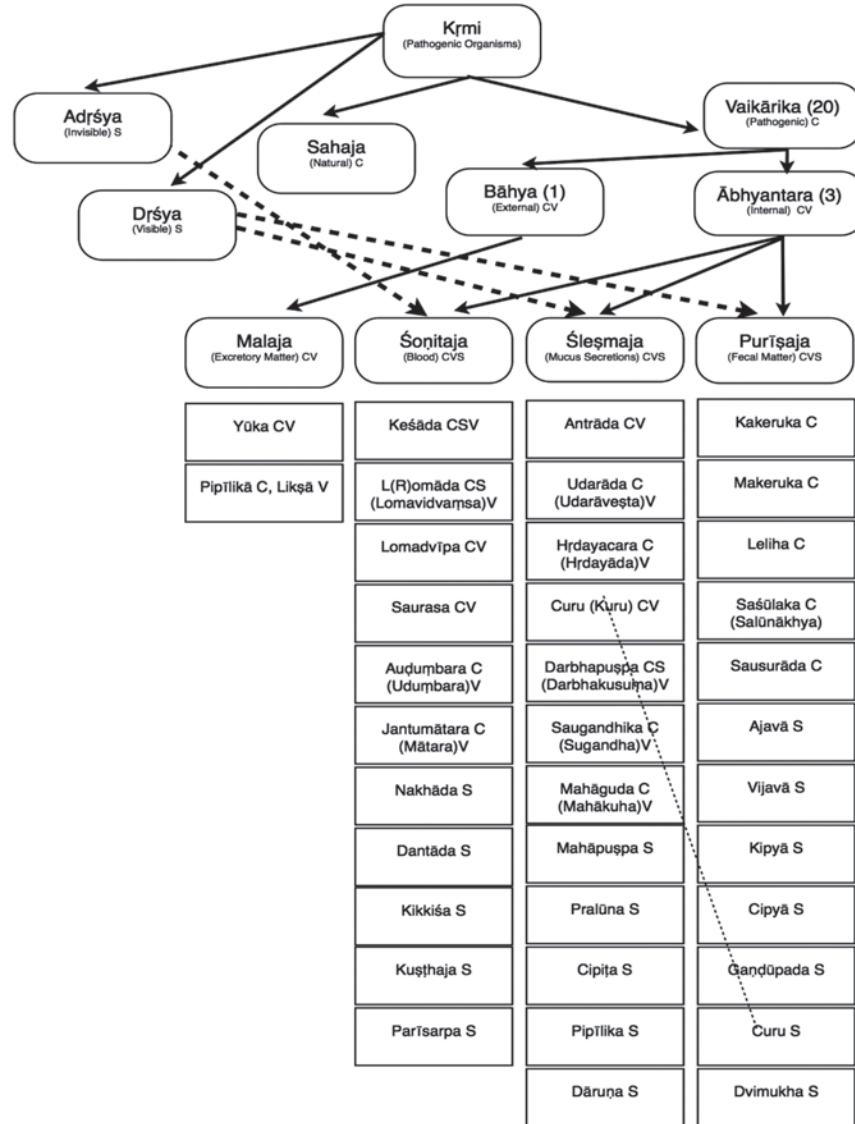 Kṛmi
(Pathogenic Organisms)
Adṛśya
(Invisible) S
Sahaja
(Natural) C
Vaikārika (20)
(Pathogenic) C
Dṛśya
(Visible) S
Bāhya (1)
(External) CV
Ābhyantara (3)
(Internal) CV
Malaja
(Excretory Matter) CV
Śoṇitaja
(Blood) CVS
Śleṣmaja
(Mucus Secretions) CVS
Purīṣaja
(Fecal Matter) CVS
Yūka CV
Pipīlikā C, Likṣā V
Keśāda CSV
L(R)omāda CS
(Lomavidvaṃsa)V
Lomadvīpa CV
Saurasa CV
Auḍumbara C
(Udumbara)V
Jantumātara C
(Mātara)V
Nakhāda S
Dantāda S
Kikkiśa S
Kuṣṭhaja S
Parīsarpa S
Antrāda CV
Udarāda C
(Udarāveṣṭa)V
Hṛdayacara C
(Hṛdayāda)V
Curu (Kuru) CV
Darbhapuṣpa CS
(Darbhakusuma)V
Saugandhika C
(Sugandha)V
Mahāguda C
(Mahākuha)V
Mahāpuṣpa S
Pralūna S
Cipiṭa S
Pipīlika S
Dāruṇa S
Kakeruka C
Makeruka C
Leliha C
Saśūlaka C
(Salūnākhya)
Sausurāda C
Ajavā S
Vijavā S
Kipyā S
Cipyā S
Gaṇḍūpada S
Curu S
Dvimukha S